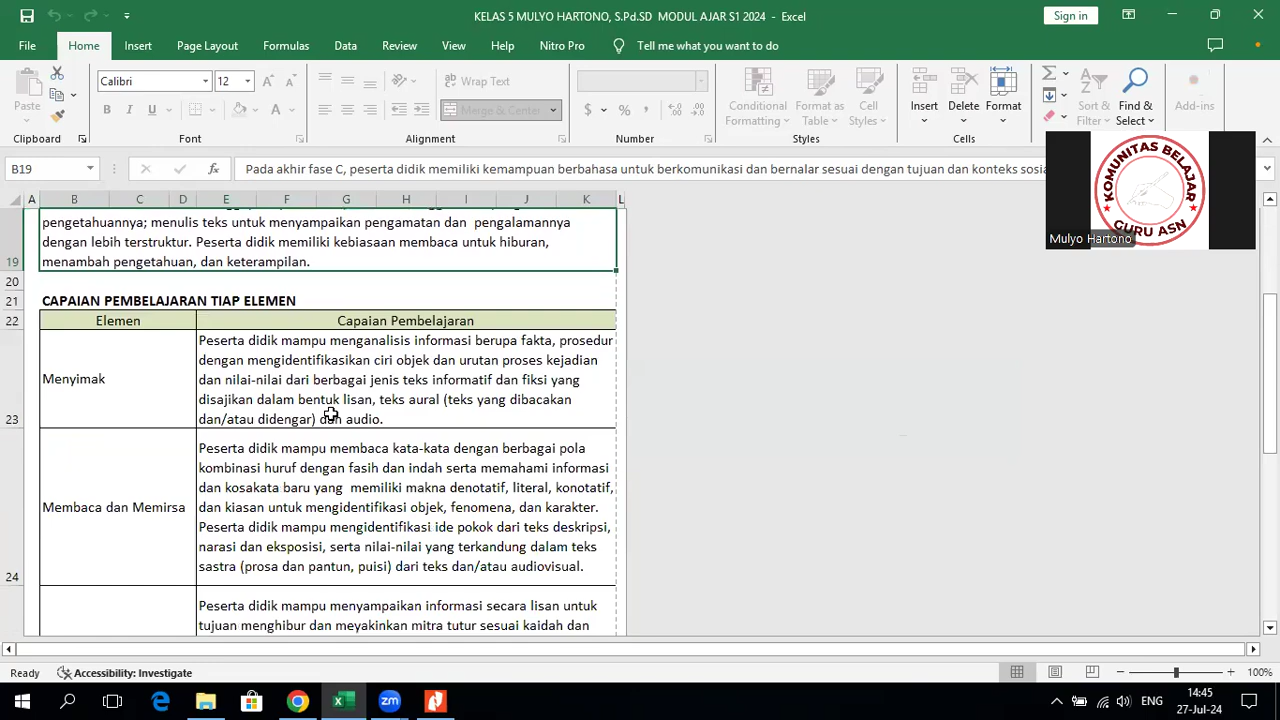 KELAS 5 MULYO HARTONO, S.Pd.SD MODUL AJAR S1 2024 - Excel
Sign in
File Home Insert Page Layout Formulas Data Review View Help Nitro Pro Tell me what you want to do
Paste
Calibri 12
B I U A
Wrap Text
Merge & Center
$ %
Conditional Formatting
Format as Table
Cell Styles
Insert
Delete
Format
Sort & Filter
Find & Select
Add-ins
Clipboard Font Alignment Number Styles Cells
KOMUNITAS BELAJAR
GURU ASN
Mulyo Hartono
B19 fx Pada akhir fase C, peserta didik memiliki kemampuan berbahasa untuk berkomunikasi dan bernalar sesuai dengan tujuan dan konteks sosia
A B C D E F G H I J K L
pengetahuannya; menulis teks untuk menyampaikan pengamatan dan pengalamannya
dengan lebih terstruktur. Peserta didik memiliki kebiasaan membaca untuk hiburan,
19 menambah pengetahuan, dan keterampilan.
20
21 CAPAIAN PEMBELAJARAN TIAP ELEMEN
22 Elemen Capaian Pembelajaran
Peserta didik mampu menganalisis informasi berupa fakta, prosedur
dengan mengidentifikasikan ciri objek dan urutan proses kejadian
Menyimak dan nilai-nilai dari berbagai jenis teks informatif dan fiksi yang
disajikan dalam bentuk lisan, teks aural (teks yang dibacakan
23 dan/atau didengar) dan audio.
Peserta didik mampu membaca kata-kata dengan berbagai pola
kombinasi huruf dengan fasih dan indah serta memahami informasi
dan kosakata baru yang memiliki makna denotatif, literal, konotatif,
Membaca dan Memirsa dan kiasan untuk mengidentifikasi objek, fenomena, dan karakter.
Peserta didik mampu mengidentifikasi ide pokok dari teks deskripsi,
narasi dan eksposisi, serta nilai-nilai yang terkandung dalam teks
24 sastra (prosa dan pantun, puisi) dari teks dan/atau audiovisual.
Peserta didik mampu menyampaikan informasi secara lisan untuk
tujuan menghibur dan meyakinkan mitra tutur sesuai kaidah dan
Ready Accessibility: Investigate 100%
zm
ENG
14:45
27-Jul-24